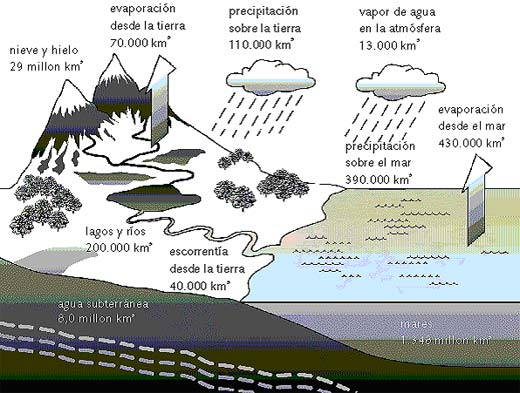 evaporación
desde la tierra
70.000 km³
precipitación
sobre la tierra
110.000 km³
vapor de agua
en la atmósfera
13.000 km³
nieve y hielo
29 millon km³
evaporación
desde el mar
430.000 km³
precipitación
sobre el mar
390.000 km³
lagos y ríos
200.000 km³
escorrentía
desde la tierra
40.000 km³
agua subterránea
8,0 millon km³
mares
1.348 millon km³